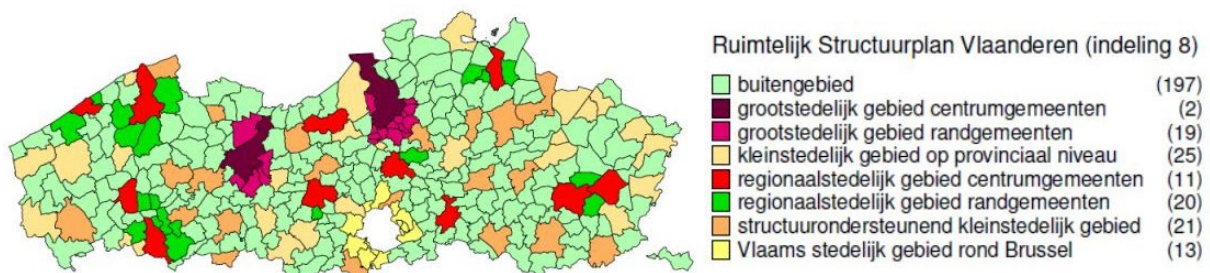 Ruimtelijk Structuurplan Vlaanderen (indeling 8)
buitengebied (197)
grootstedelijk gebied centrumgemeenten (2)
grootstedelijk gebied randgemeenten (19)
kleinstedelijk gebied op provinciaal niveau (25)
regionaalstedelijk gebied centrumgemeenten (11)
regionaalstedelijk gebied randgemeenten (20)
structuurondersteunend kleinstedelijk gebied (21)
Vlaams stedelijk gebied rond Brussel (13)